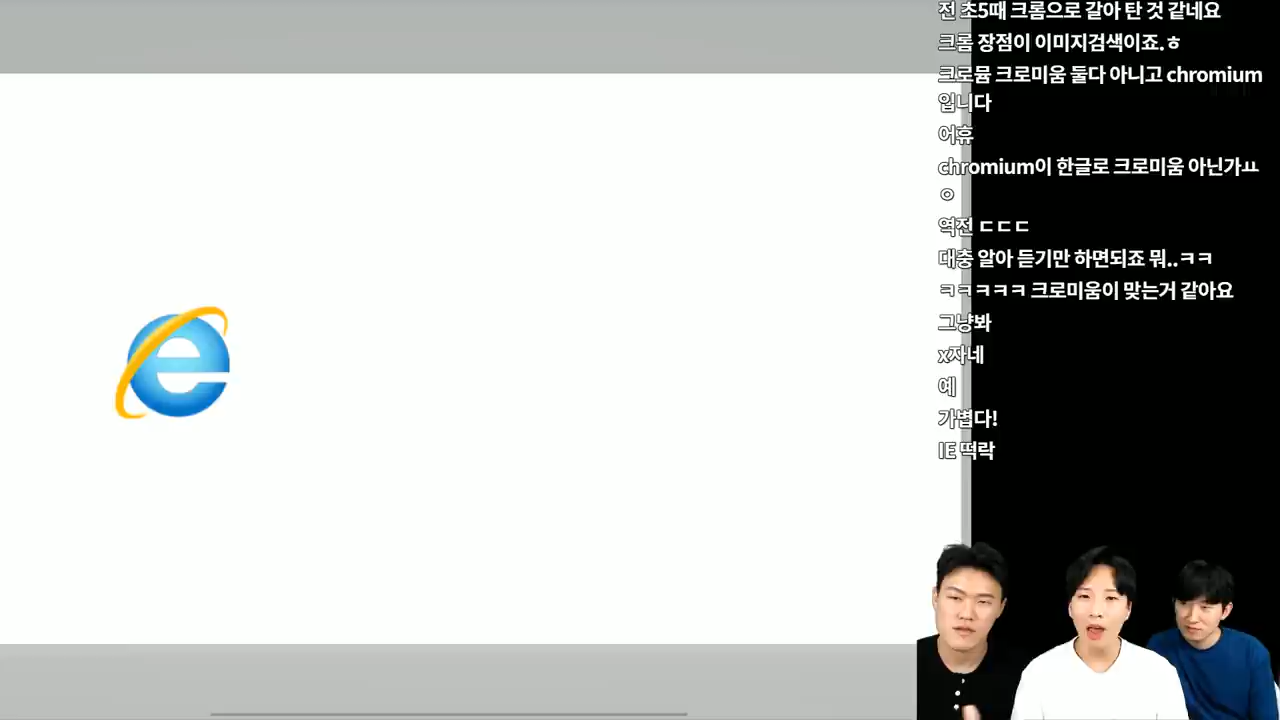 전 초5때 크롬으로 갈아 탄 것 같네요
크롬 장점이 이미지검색이죠.ㅎ
크로뮴 크로미움 둘다 아니고 chromium
입니다
어휴
chromium이 한글로 크로미움 아닌가ㅛ
ㅇ
역전 ㄷㄷㄷ
대충 알아 듣기만 하면되죠 뭐..ㅋㅋ
ㅋㅋㅋㅋㅋ 크로미움이 맞는거 같아요
그냥봐
x자네
예
가볍다!
IE 떡락